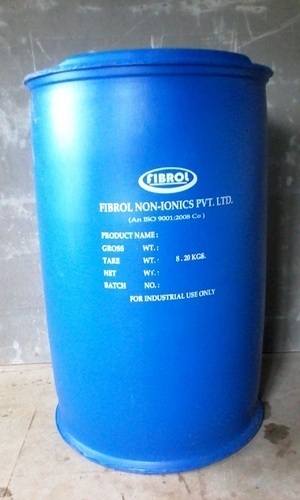 FIBROL
FIBROL NON-IONICS PVT. LTD.
(An ISO 9001:2008 Co)
PRODUCT NAME :
GROSS WT. :
TARE WT. : 8.20 KGS.
NET WT. :
BATCH NO. :
FOR INDUSTRIAL USE ONLY